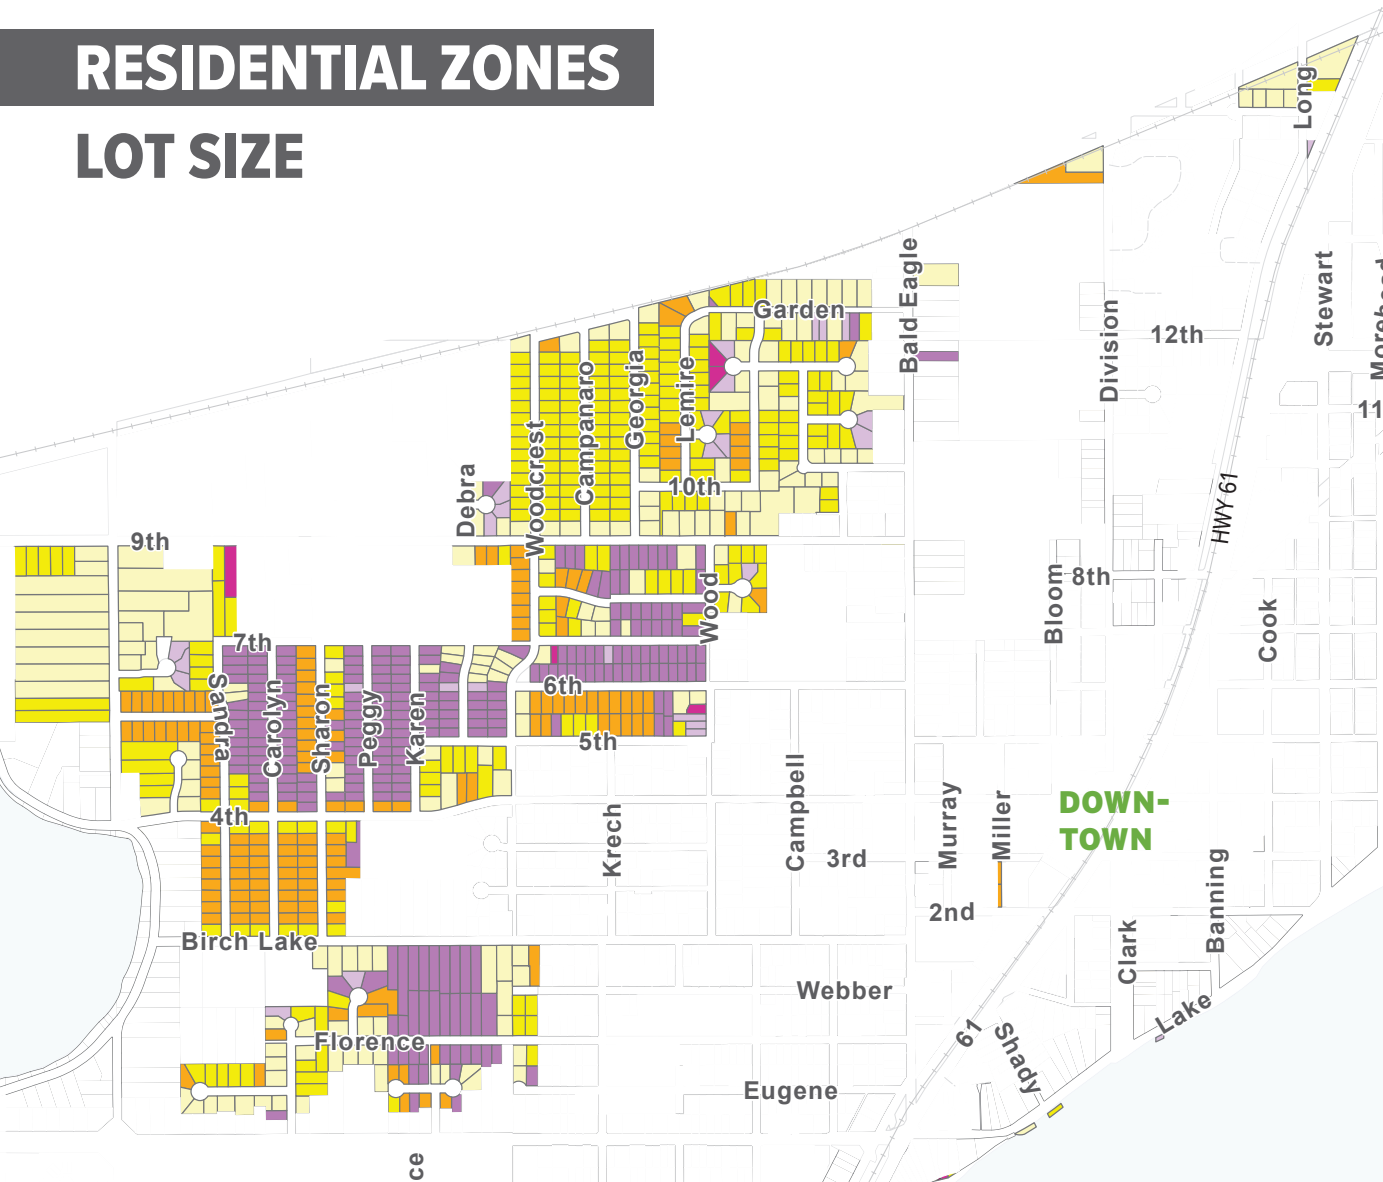 RESIDENTIAL ZONES
LOT SIZE
Long
Bald Eagle
Stewart
Garden
Division
12th
Lemire
Georgia
Campanaro
Woodcrest
11
Debra
10th
HWY 61
9th
8th
Bloom
Wood
Cook
7th
6th
Sandra
Carolyn
Sharon
Peggy
Karen
5th
4th
Krech
Campbell
Murray
Miller
DOWN-
TOWN
3rd
2nd
Banning
Clark
Birch Lake
Webber
Lake
Florence
61
Shady
Eugene
ce